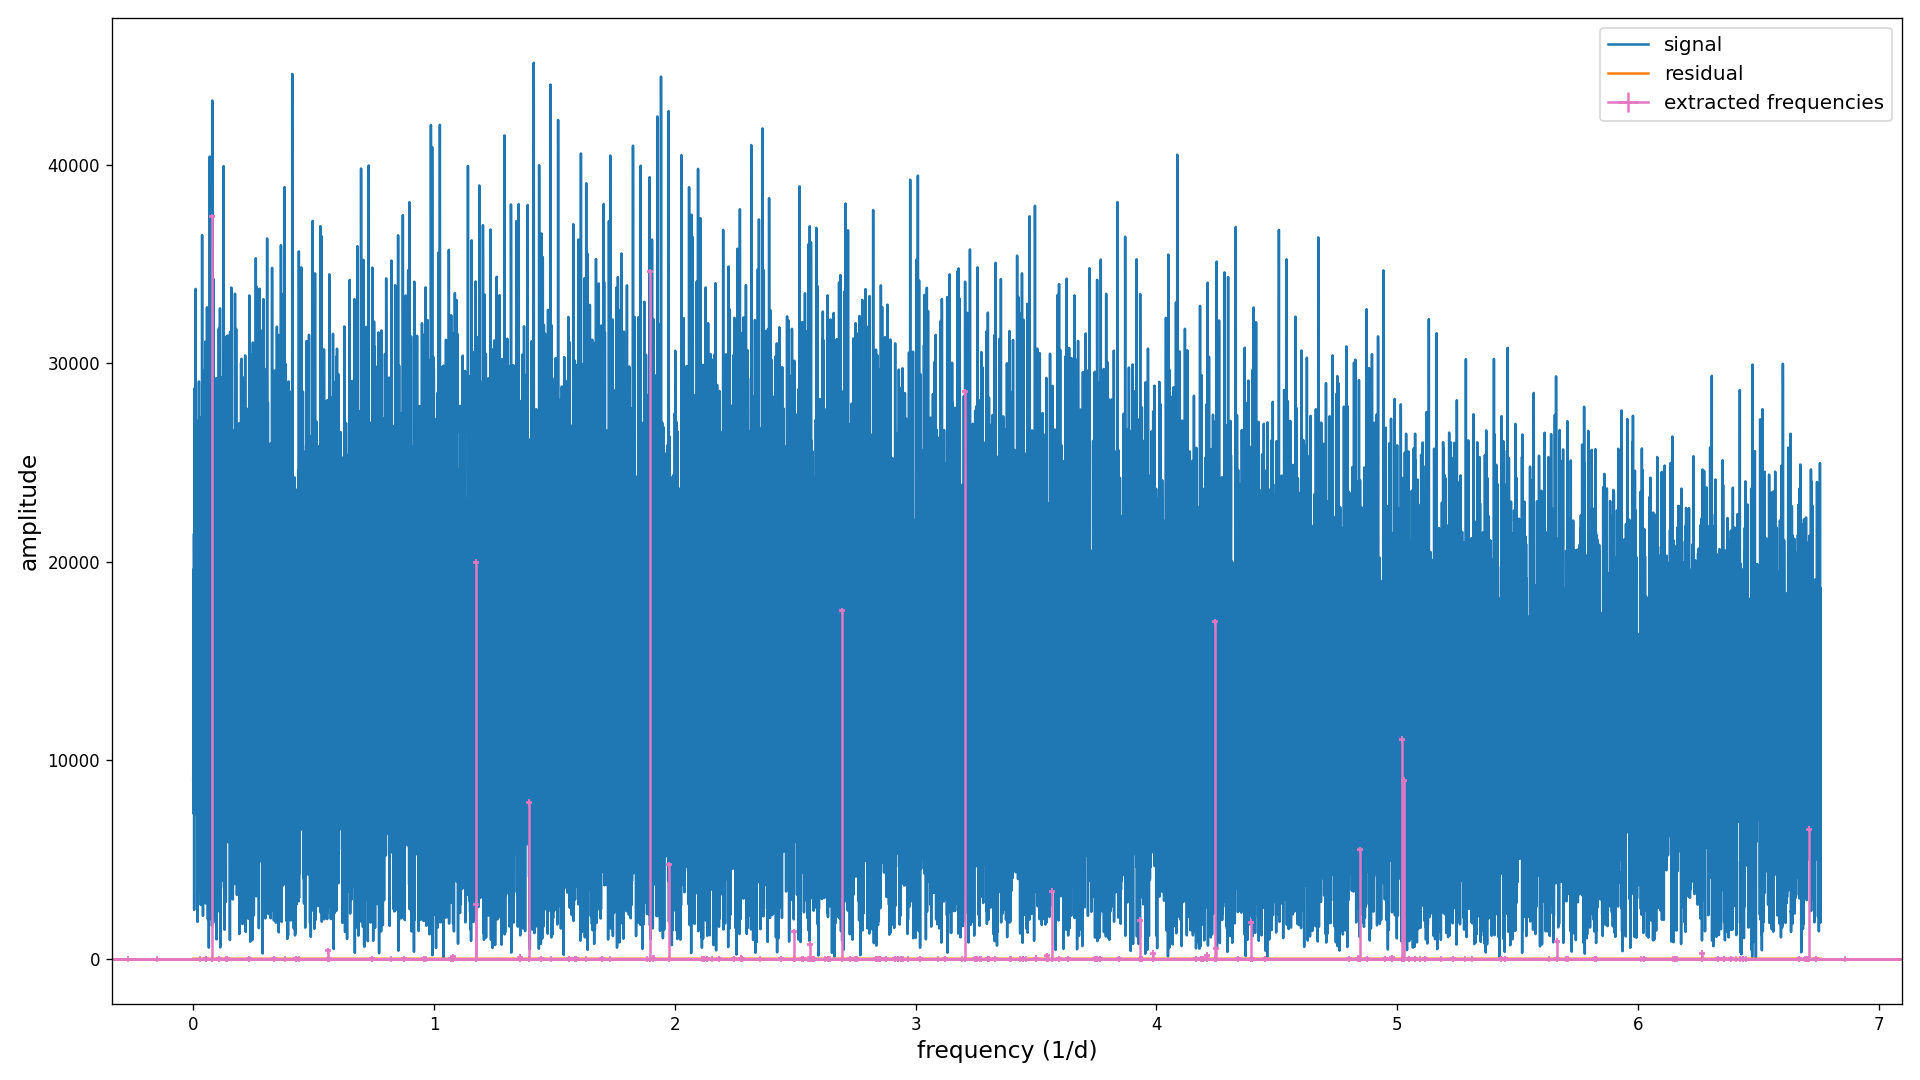 signal
residual
extracted frequencies
amplitude
40000
30000
20000
10000
0
0 1 2 3 4 5 6 7
frequency (1/d)